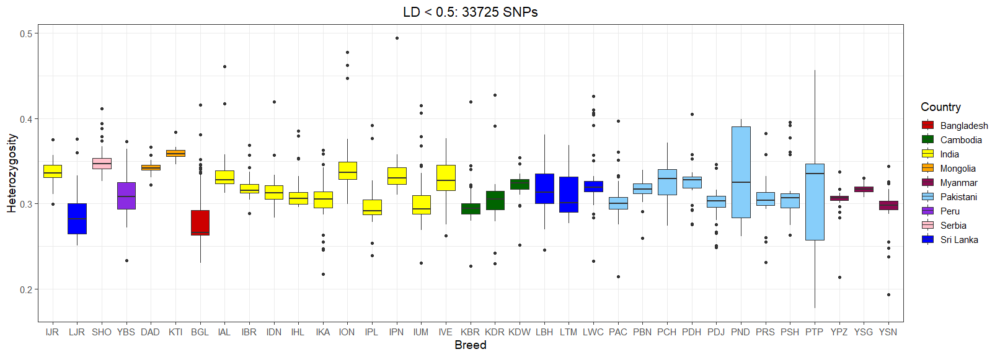 LD < 0.5: 33725 SNPs
Heterozygosity
0.5
0.4
0.3
0.2
IJR LJR SHO YBS DAD KTI BGL IAL IBR IDN IHL IKA ION IPL IPN IUM IVE KBR KDR KDW LBH LTM LWC PAC PBN PCH PDH PDJ PND PRS PSH PTP YPZ YSG YSN
Breed
Country
Bangladesh
Cambodia
India
Mongolia
Myanmar
Pakistani
Peru
Serbia
Sri Lanka